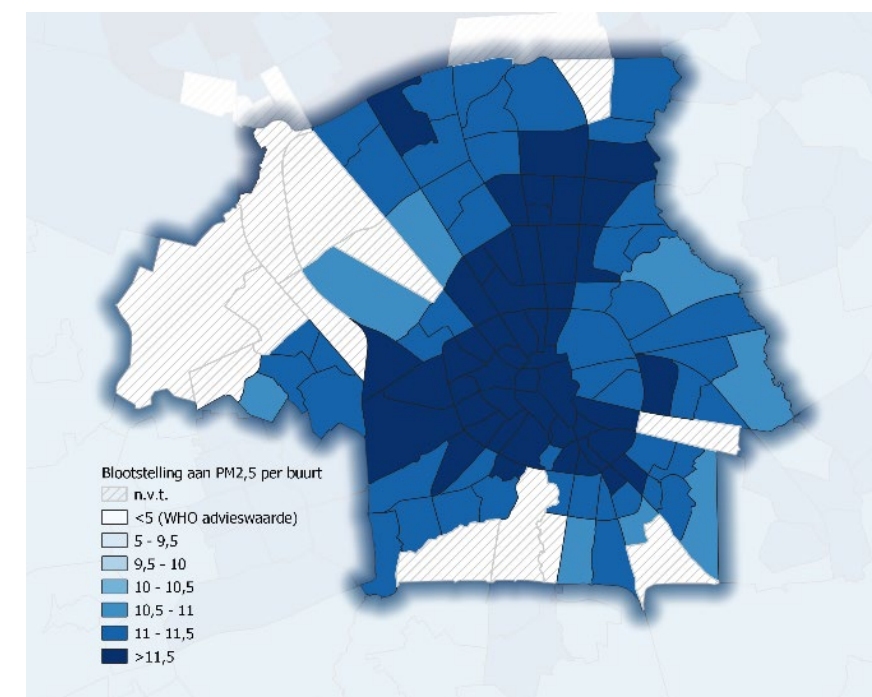 Blootstelling aan PM2,5 per buurt
n.v.t.
<5 (WHO advieswaarde)
5 - 9,5
9,5 - 10
10 - 10,5
10,5 - 11
11 - 11,5
>11,5